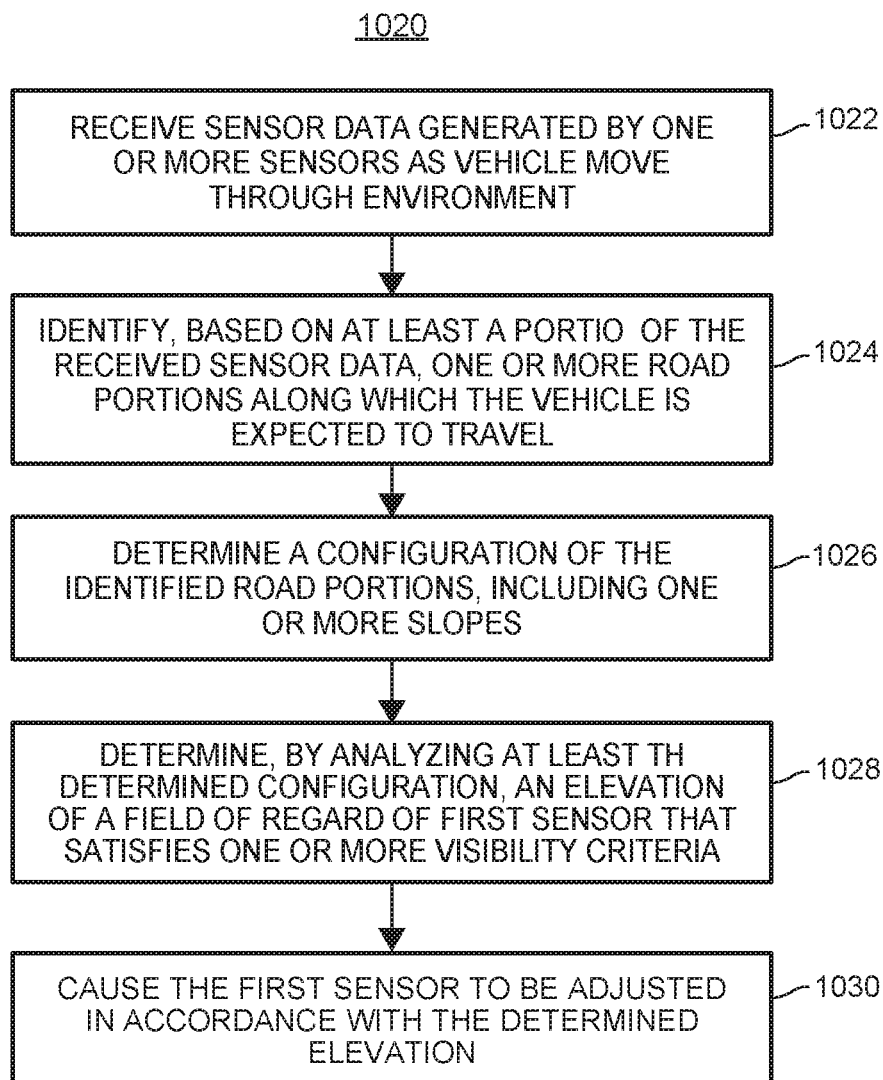 1020
RECEIVE SENSOR DATA GENERATED BY ONE
OR MORE SENSORS AS VEHICLE MOVE
THROUGH ENVIRONMENT
1022
IDENTIFY, BASED ON AT LEAST A PORTIO OF THE
RECEIVED SENSOR DATA, ONE OR MORE ROAD
PORTIONS ALONG WHICH THE VEHICLE IS
EXPECTED TO TRAVEL
1024
DETERMINE A CONFIGURATION OF THE
IDENTIFIED ROAD PORTIONS, INCLUDING ONE
OR MORE SLOPES
1026
DETERMINE, BY ANALYZING AT LEAST TH
DETERMINED CONFIGURATION, AN ELEVATION
OF A FIELD OF REGARD OF FIRST SENSOR THAT
SATISFIES ONE OR MORE VISIBILITY CRITERIA
1028
CAUSE THE FIRST SENSOR TO BE ADJUSTED
IN ACCORDANCE WITH THE DETERMINED
ELEVATION
1030